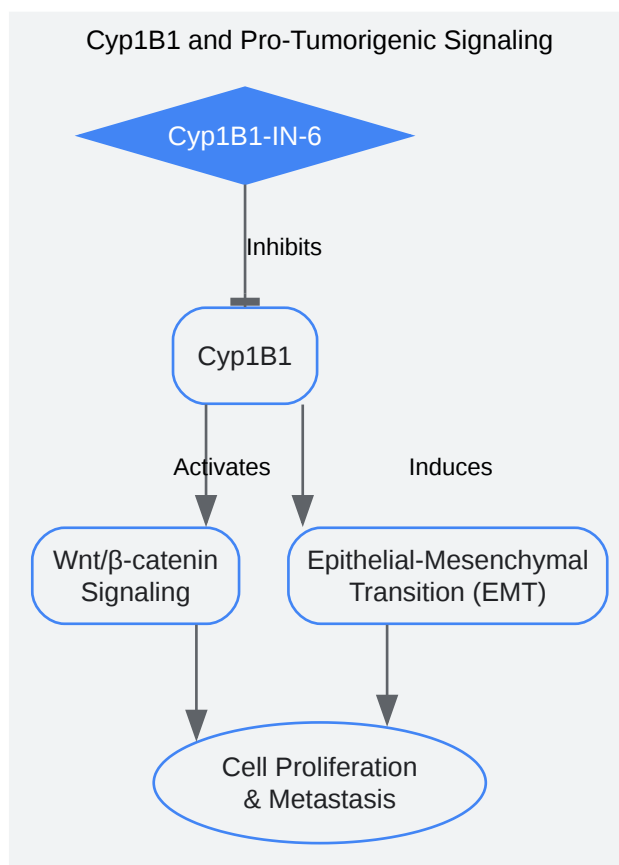 Cyp1B1 and Pro-Tumorigenic Signaling
Cyp1B1-IN-6
Inhibits
Cyp1B1
Activates
Induces
Wnt/β-catenin
Signaling
Epithelial-Mesenchymal
Transition (EMT)
Cell Proliferation
& Metastasis